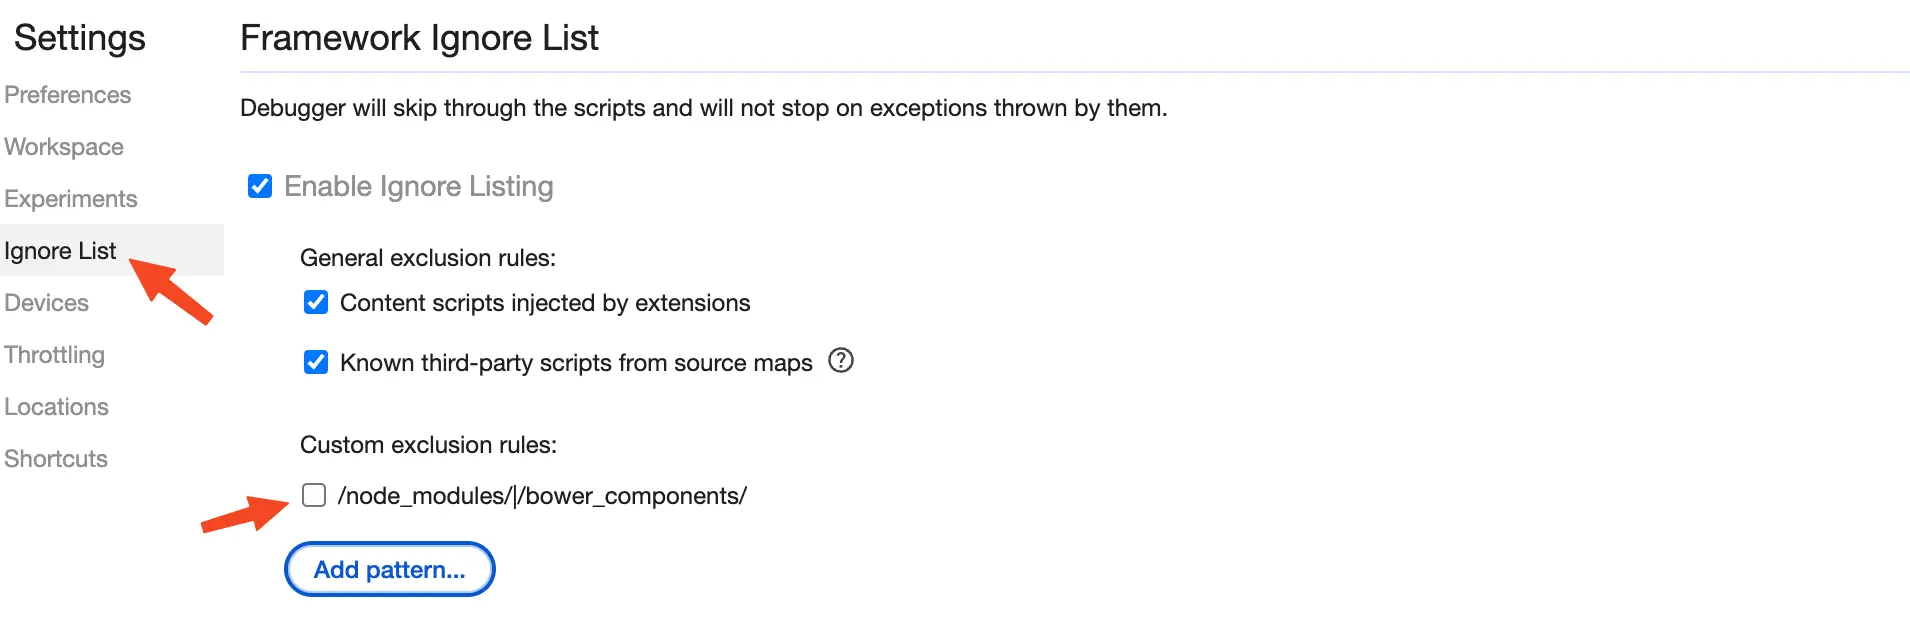 Settings
Preferences
Workspace
Experiments
Ignore List
Devices
Throttling
Locations
Shortcuts
Framework Ignore List
Debugger will skip through the scripts and will not stop on exceptions thrown by them.
Enable Ignore Listing
General exclusion rules:
Content scripts injected by extensions
Known third-party scripts from source maps ?
Custom exclusion rules:
/node_modules/|/bower_components/
Add pattern...